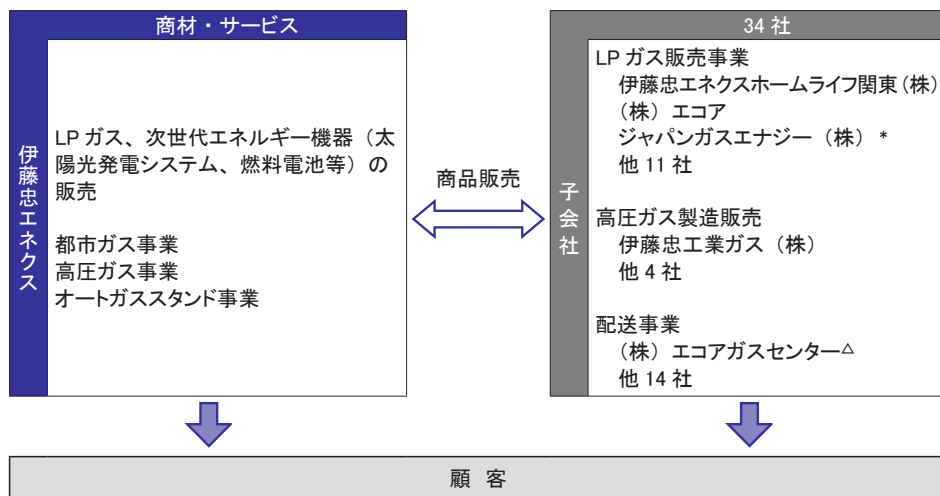 商材・サービス
伊藤忠エネクス
LPガス、次世代エネルギー機器（太
陽光発電システム、燃料電池等）の
販売
都市ガス事業
高圧ガス事業
オートガススタンド事業
商品販売
34 社
子会社
LPガス販売事業
伊藤忠エネクスホームライフ関東(株)
(株) エコア
ジャパンガスエナジー（株）*
他 11 社
高圧ガス製造販売
伊藤忠工業ガス（株）
他 4 社
配送事業
（株）エコアガスセンター△
他 14 社
顧 客